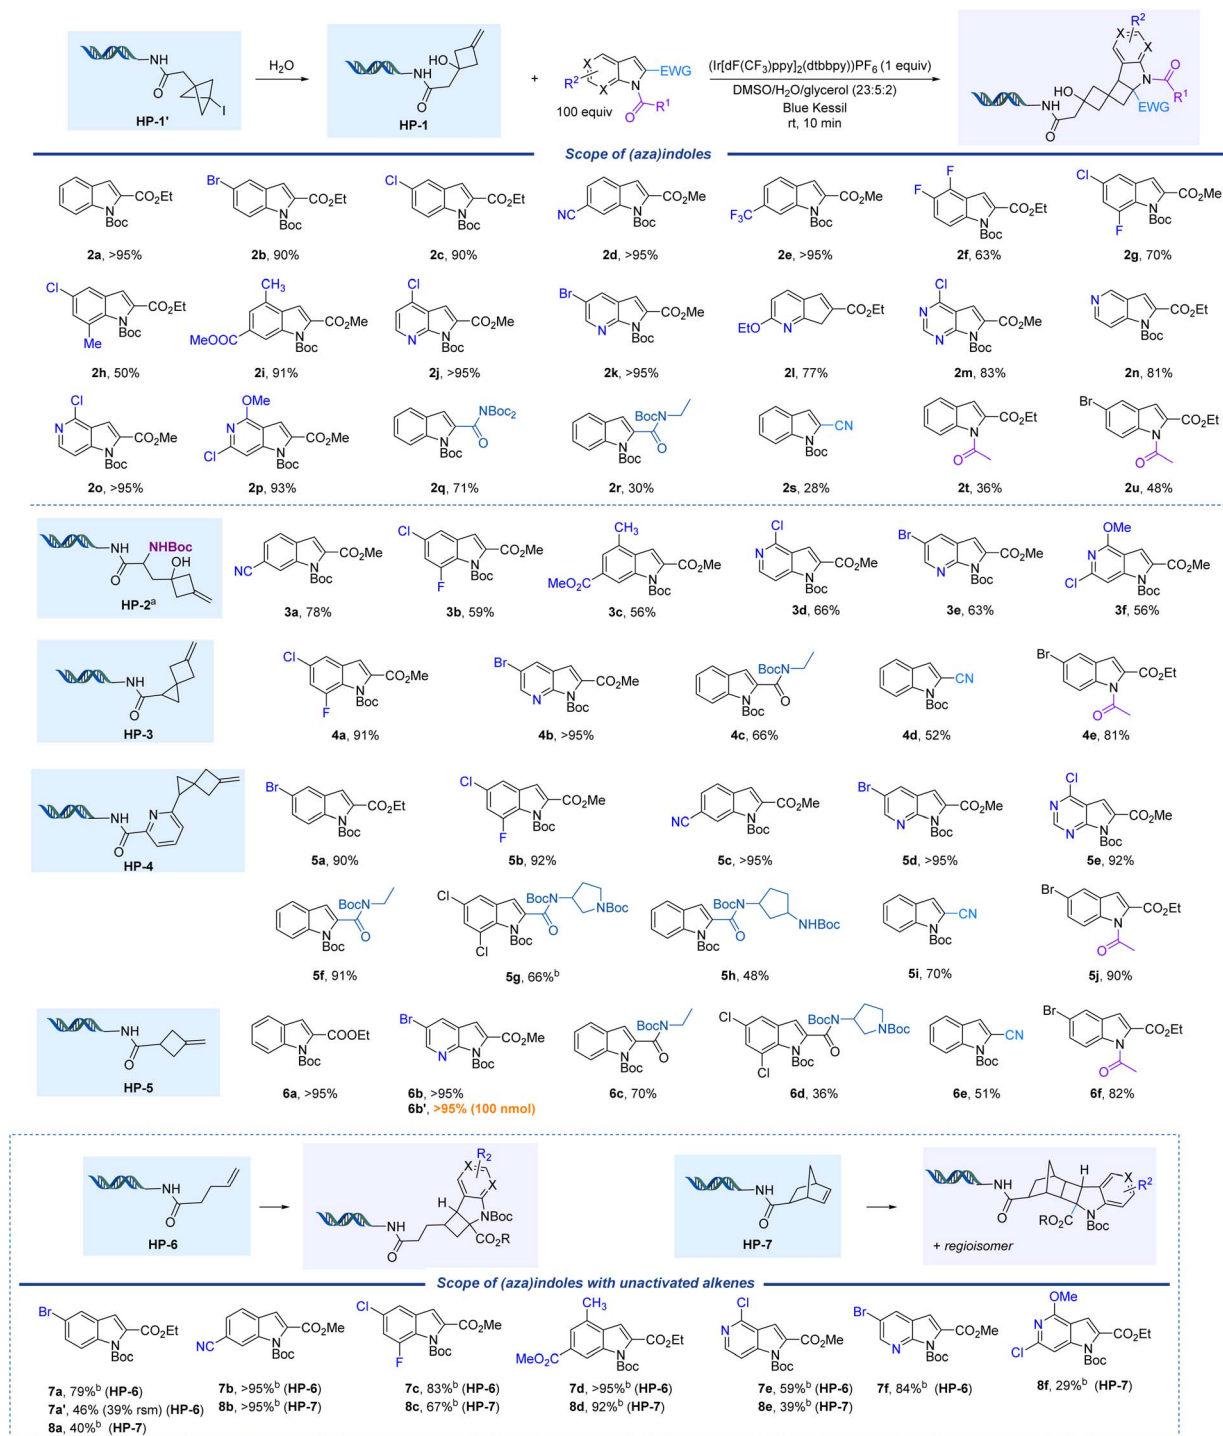 HP-1'
H₂O
HP-1
+
100 equiv
(Ir[dF(CF₃)ppy]₂(dtbbpy))PF₆ (1 equiv)
DMSO/H₂O/glycerol (23:5:2)
Blue Kessil
rt, 10 min
Scope of (aza)indoles
2a, >95%
2b, 90%
2c, 90%
2d, >95%
2e, >95%
2f, 63%
2g, 70%
2h, 50%
2i, 91%
2j, >95%
2k, >95%
2l, 77%
2m, 83%
2n, 81%
2o, >95%
2p, 93%
2q, 71%
2r, 30%
2s, 28%
2t, 36%
2u, 48%
HP-2ᵃ
3a, 78%
3b, 59%
3c, 56%
3d, 66%
3e, 63%
3f, 56%
HP-3
4a, 91%
4b, >95%
4c, 66%
4d, 52%
4e, 81%
HP-4
5a, 90%
5b, 92%
5c, >95%
5d, >95%
5e, 92%
5f, 91%
5g, 66%ᵇ
5h, 48%
5i, 70%
5j, 90%
HP-5
6a, >95%
6b, >95%
6b', >95% (100 nmol)
6c, 70%
6d, 36%
6e, 51%
6f, 82%
HP-6
HP-7
+ regioisomer
Scope of (aza)indoles with unactivated alkenes
7a, 79%ᵇ (HP-6)
7a', 46% (39% rsm) (HP-6)
8a, 40%ᵇ (HP-7)
7b, >95%ᵇ (HP-6)
8b, >95%ᵇ (HP-7)
7c, 83%ᵇ (HP-6)
8c, 67%ᵇ (HP-7)
7d, >95%ᵇ (HP-6)
8d, 92%ᵇ (HP-7)
7e, 59%ᵇ (HP-6)
8e, 39%ᵇ (HP-7)
7f, 84%ᵇ (HP-6)
8f, 29%ᵇ (HP-7)